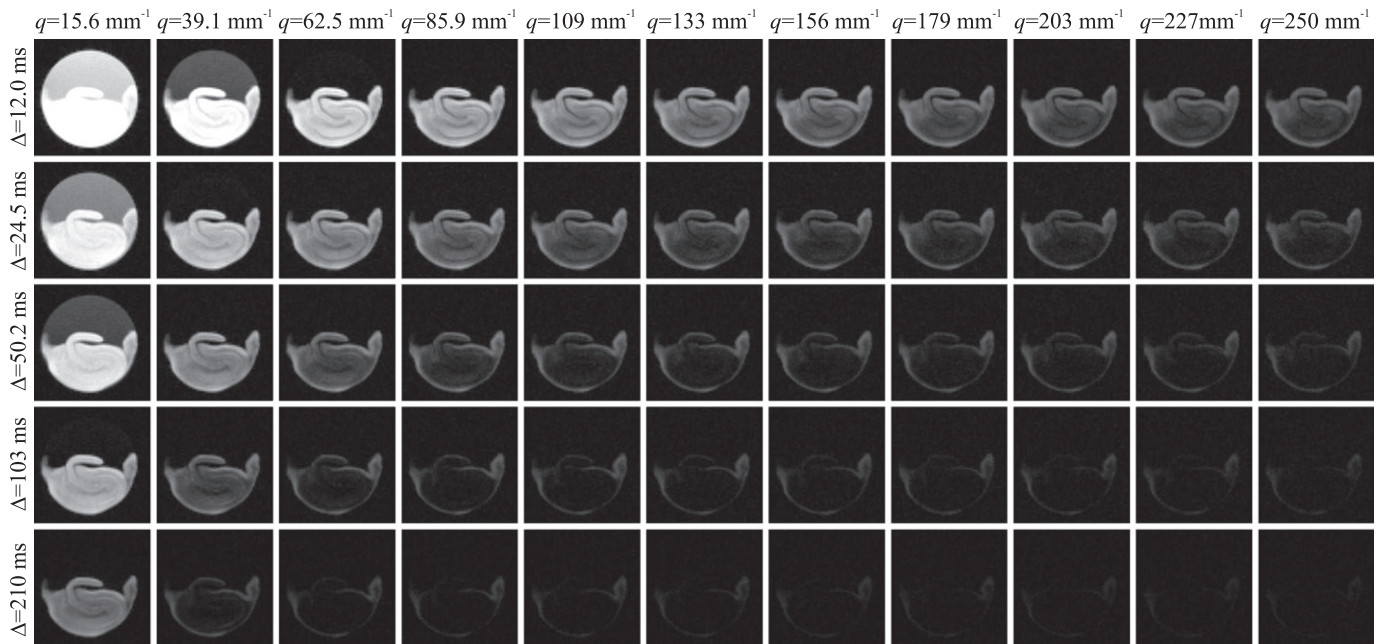 q=15.6 mm⁻¹ q=39.1 mm⁻¹ q=62.5 mm⁻¹ q=85.9 mm⁻¹ q=109 mm⁻¹ q=133 mm⁻¹ q=156 mm⁻¹ q=179 mm⁻¹ q=203 mm⁻¹ q=227mm⁻¹ q=250 mm⁻¹
Δ=12.0 ms
Δ=24.5 ms
Δ=50.2 ms
Δ=103 ms
Δ=210 ms